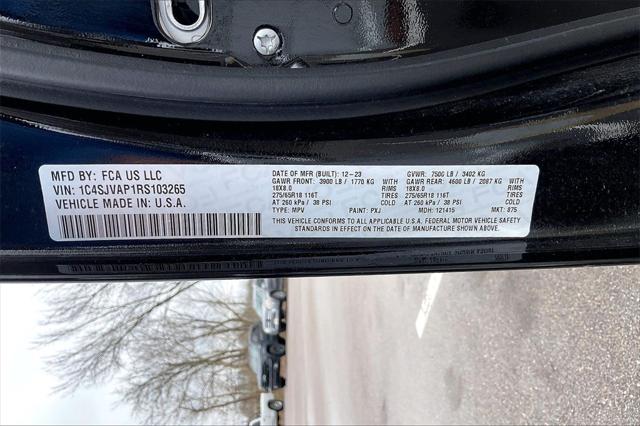 MFD BY: FCA US LLC
VIN: 1C4SJVAP1RS103265
VEHICLE MADE IN: U.S.A.
DATE OF MFR (BUILT): 12-23 GVWR: 7500 LB / 3402 KG
GAWR FRONT: 3900 LB / 1770 KG WITH GAWR REAR: 4600 LB / 2087 KG WITH
18X8.0 RIMS 18X8.0 RIMS
275/65R18 116T AT 275/65R18 116T AT
AT 260 kPa / 38 PSI COLD AT 260 kPa / 38 PSI COLD
TYPE: MPV PAINT: PXJ MDH: 121415 MKT: 875
THIS VEHICLE CONFORMS TO ALL APPLICABLE U.S.A. FEDERAL MOTOR VEHICLE SAFETY
STANDARDS IN EFFECT ON THE DATE OF MANUFACTURE SHOWN ABOVE.